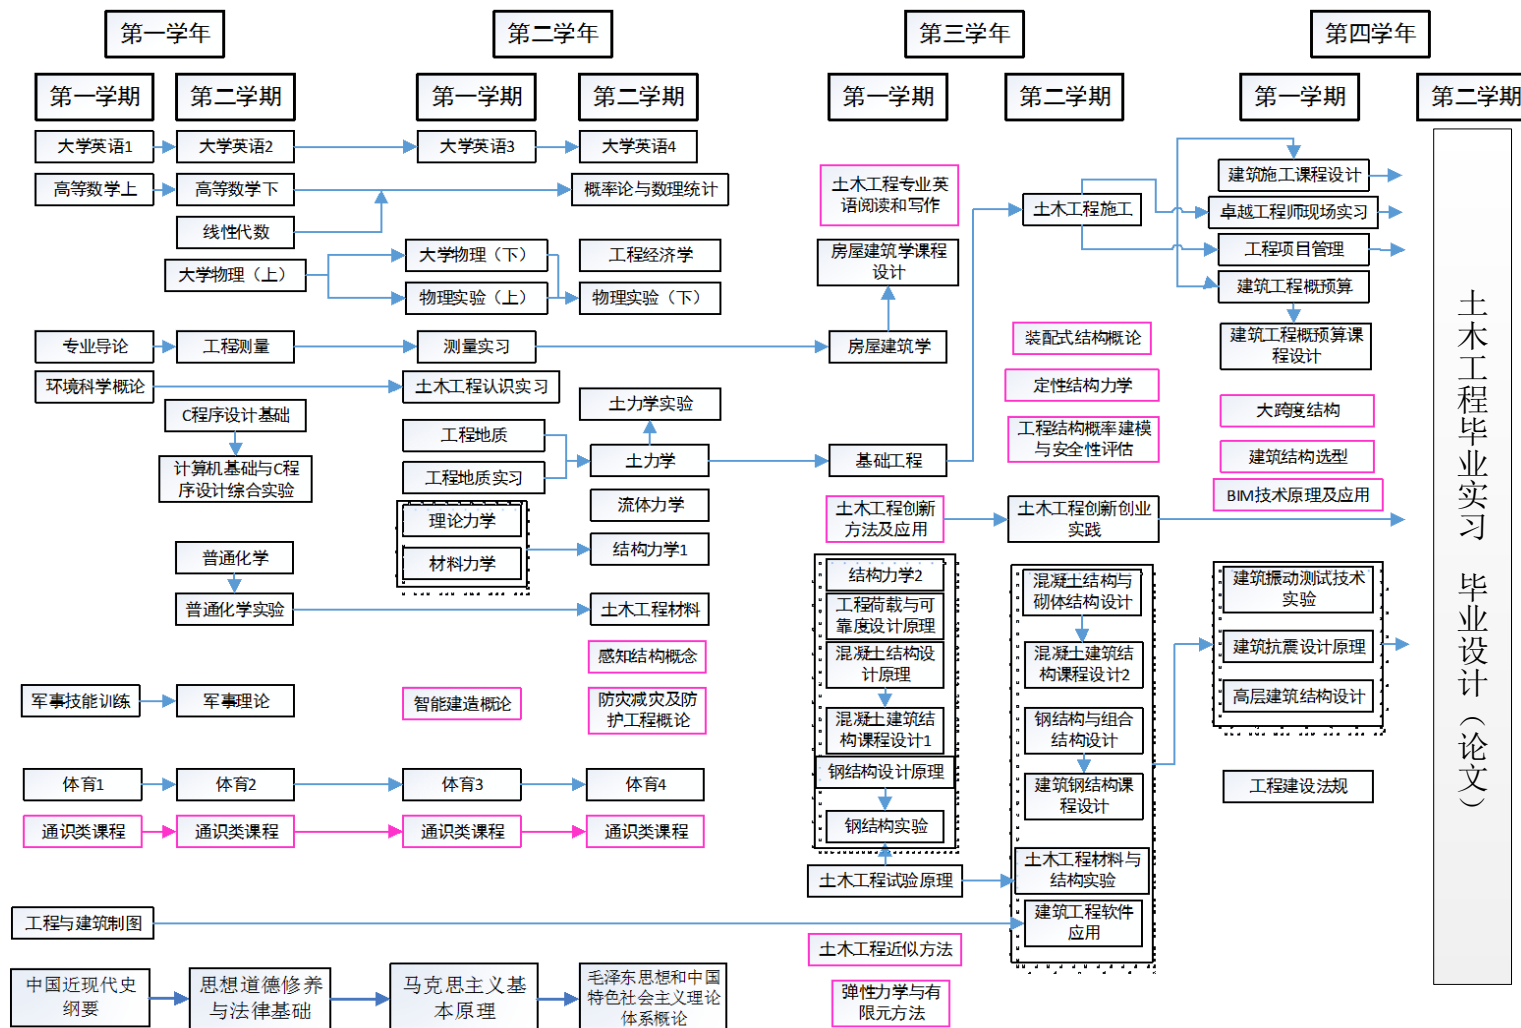 第一学年
第二学年
第三学年
第四学年
第一学期
第二学期
第一学期
第二学期
第一学期
第二学期
第一学期
第二学期
大学英语1
大学英语2
大学英语3
大学英语4
高等数学上
高等数学下
概率论与数理统计
线性代数
大学物理（上）
大学物理（下）
工程经济学
物理实验（上）
物理实验（下）
专业导论
工程测量
测量实习
环境科学概论
土木工程认识实习
C程序设计基础
计算机基础与C程
序设计综合实验
工程地质
工程地质实习
土力学实验
土力学
流体力学
理论力学
材料力学
结构力学1
普通化学
普通化学实验
土木工程材料
感知结构概念
军事技能训练
军事理论
智能建造概论
防灾减灾及防
护工程概论
体育1
体育2
体育3
体育4
通识类课程
通识类课程
通识类课程
通识类课程
工程与建筑制图
中国近现代史
纲要
思想道德修养
与法律基础
马克思主义基
本原理
毛泽东思想和中国
特色社会主义理论
体系概论
土木工程专业英
语阅读和写作
房屋建筑学课程
设计
房屋建筑学
基础工程
土木工程创新
方法及应用
结构力学2
工程荷载与可
靠度设计原理
混凝土结构设
计原理
混凝土建筑结
构课程设计1
钢结构设计原理
钢结构实验
土木工程试验原理
土木工程近似方法
弹性力学与有
限元方法
土木工程施工
装配式结构概论
定性结构力学
工程结构概率建模
与安全性评估
土木工程创新创业
实践
混凝土结构与
砌体结构设计
混凝土建筑结
构课程设计2
钢结构与组合
结构设计
建筑钢结构课
程设计
土木工程材料与
结构实验
建筑工程软件
应用
建筑施工课程设计
卓越工程师现场实习
工程项目管理
建筑工程概预算
建筑工程概预算课
程设计
大跨度结构
建筑结构选型
BIM技术原理及应用
建筑振动测试技术
实验
建筑抗震设计原理
高层建筑结构设计
工程建设法规
土木工程毕业实习 毕业设计（论文）